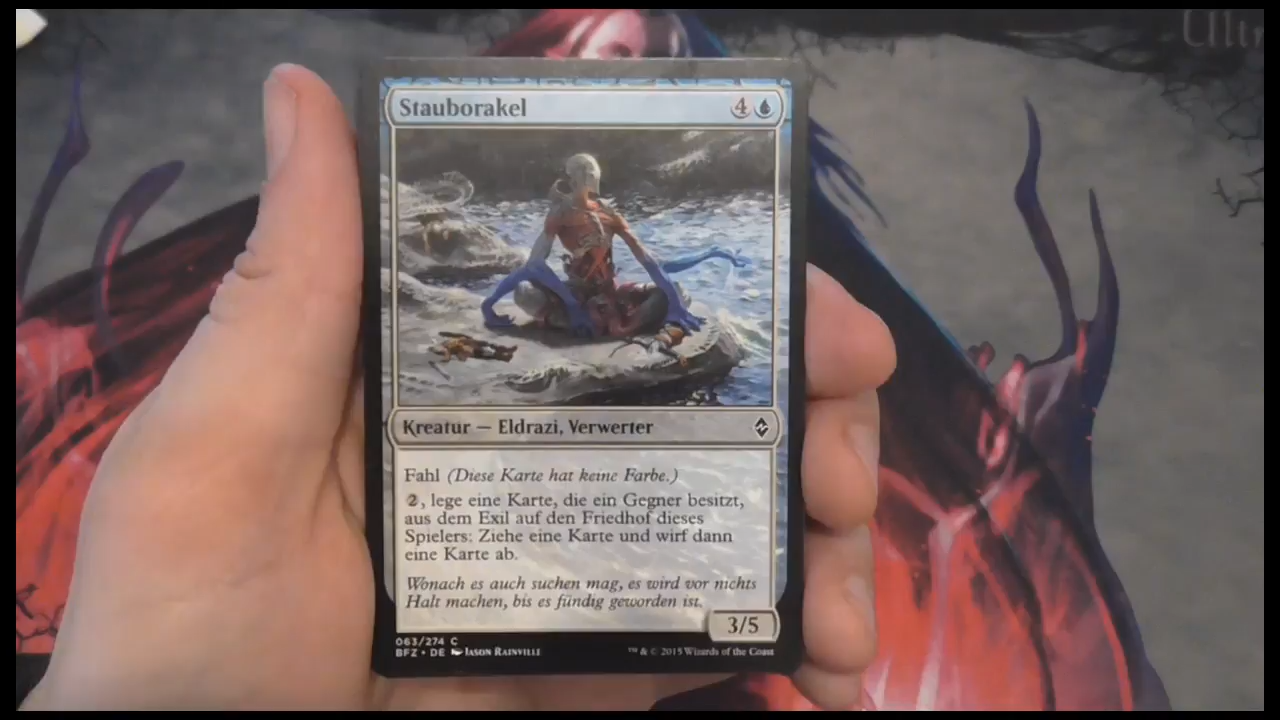 Stauborakel 4
Kreatur — Eldrazi, Verwerter
Fahl (Diese Karte hat keine Farbe.)
2, lege eine Karte, die ein Gegner besitzt,
aus dem Exil auf den Friedhof dieses
Spielers: Ziehe eine Karte und wirf dann
eine Karte ab.
Wonach es auch suchen mag, es wird vor nichts
Halt machen, bis es fündig geworden ist.
3/5
063/274 C
BFZ • DE Jason Rainville
™ & © 2015 Wizards of the Coast